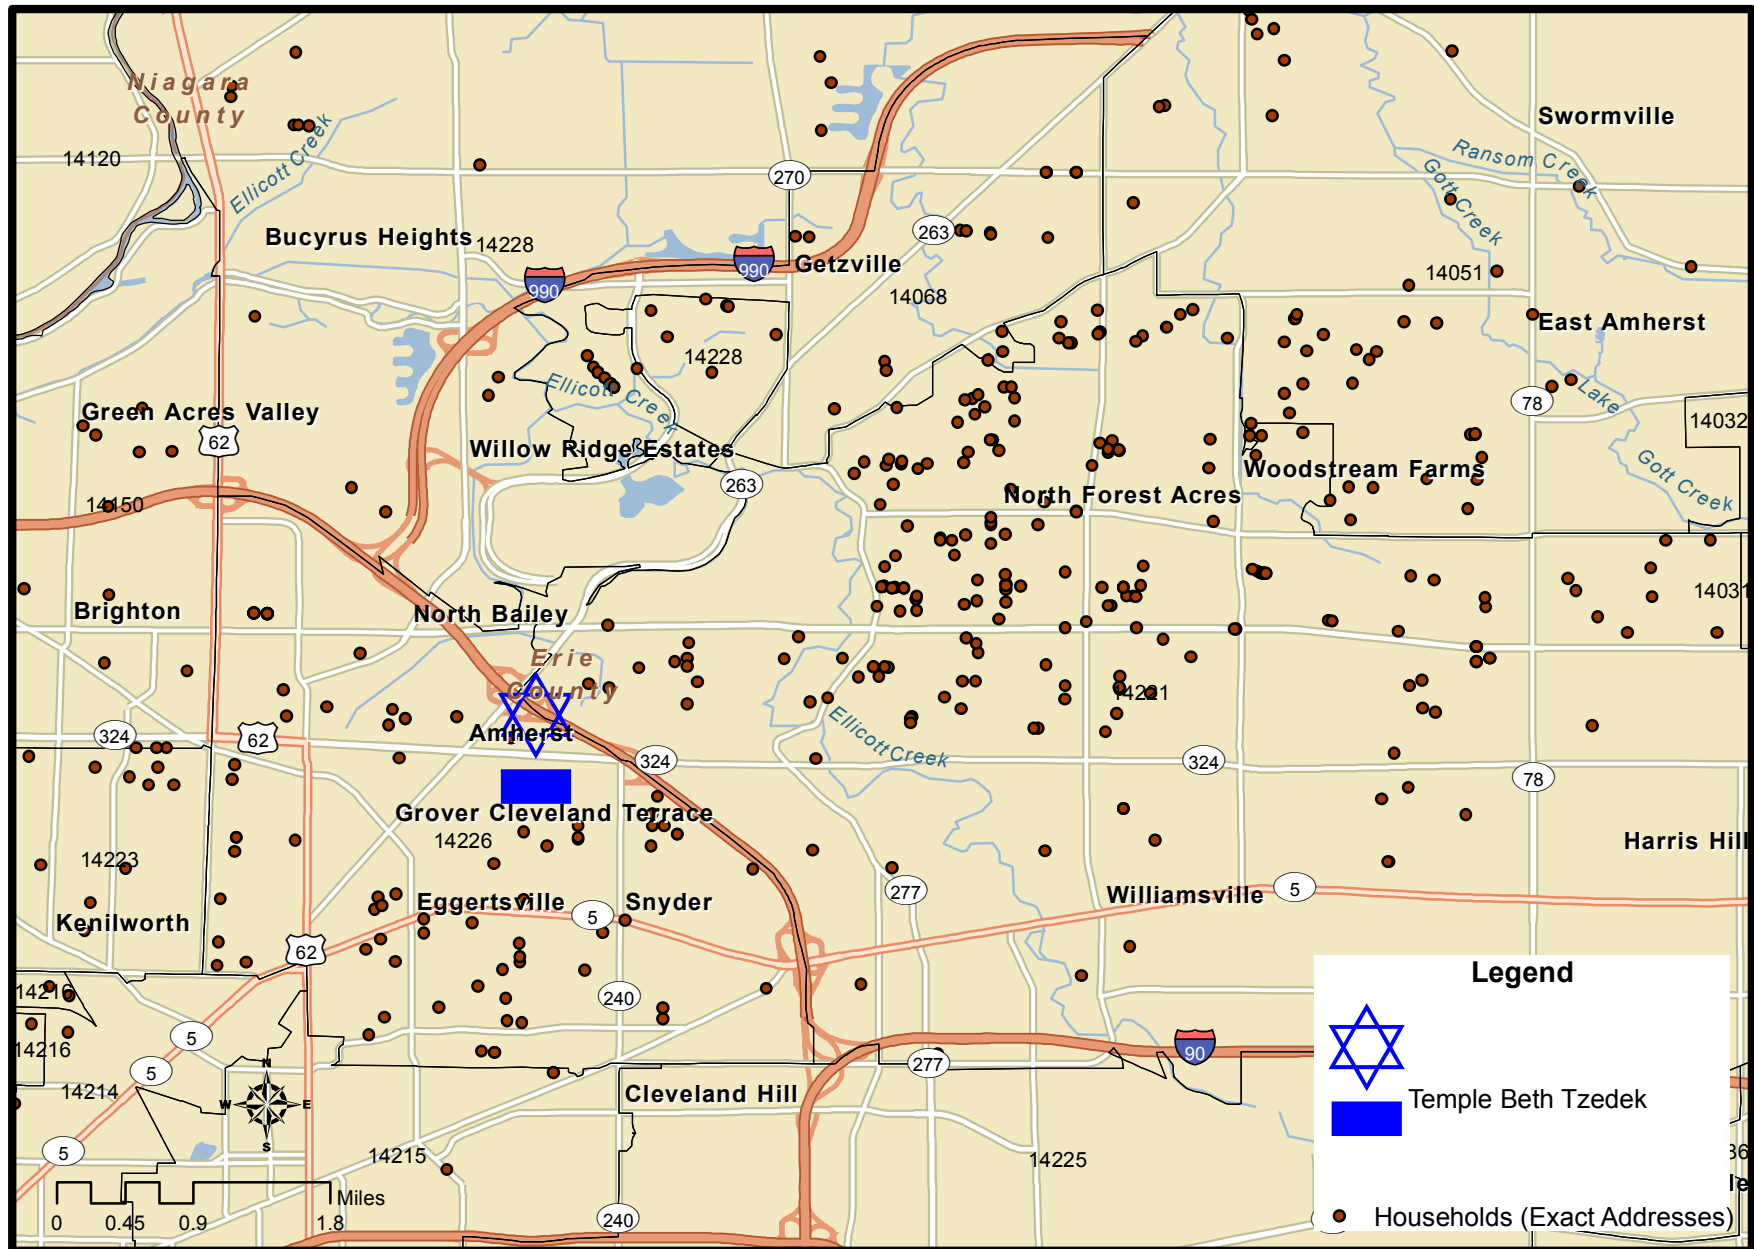 Niagara
County
Swormville
14120
Ellicott Creek
Ransom Creek
270
Gott Creek
263
Bucyrus Heights
14228
990
990
Getzville
14051
14068
East Amherst
14228
Ellicott Creek
Lake
78
Green Acres Valley
62
14032
Willow Ridge Estates
263
Woodstream Farms
Gott Creek
North Forest Acres
14150
14031
Brighton
North Bailey
Erie
County
14221
Ellicott Creek
324
62
Amherst
324
324
78
Grover Cleveland Terrace
14226
Harris Hill
14223
277
5
Williamsville
Eggertsville
5
Snyder
Kenilworth
62
14216
240
5
14216
5
14214
N
W
E
S
277
90
Cleveland Hill
5
14215
14225
240
Miles
0
0.45
0.9
1.8
Legend
Temple Beth Tzedek
Households (Exact Addresses)